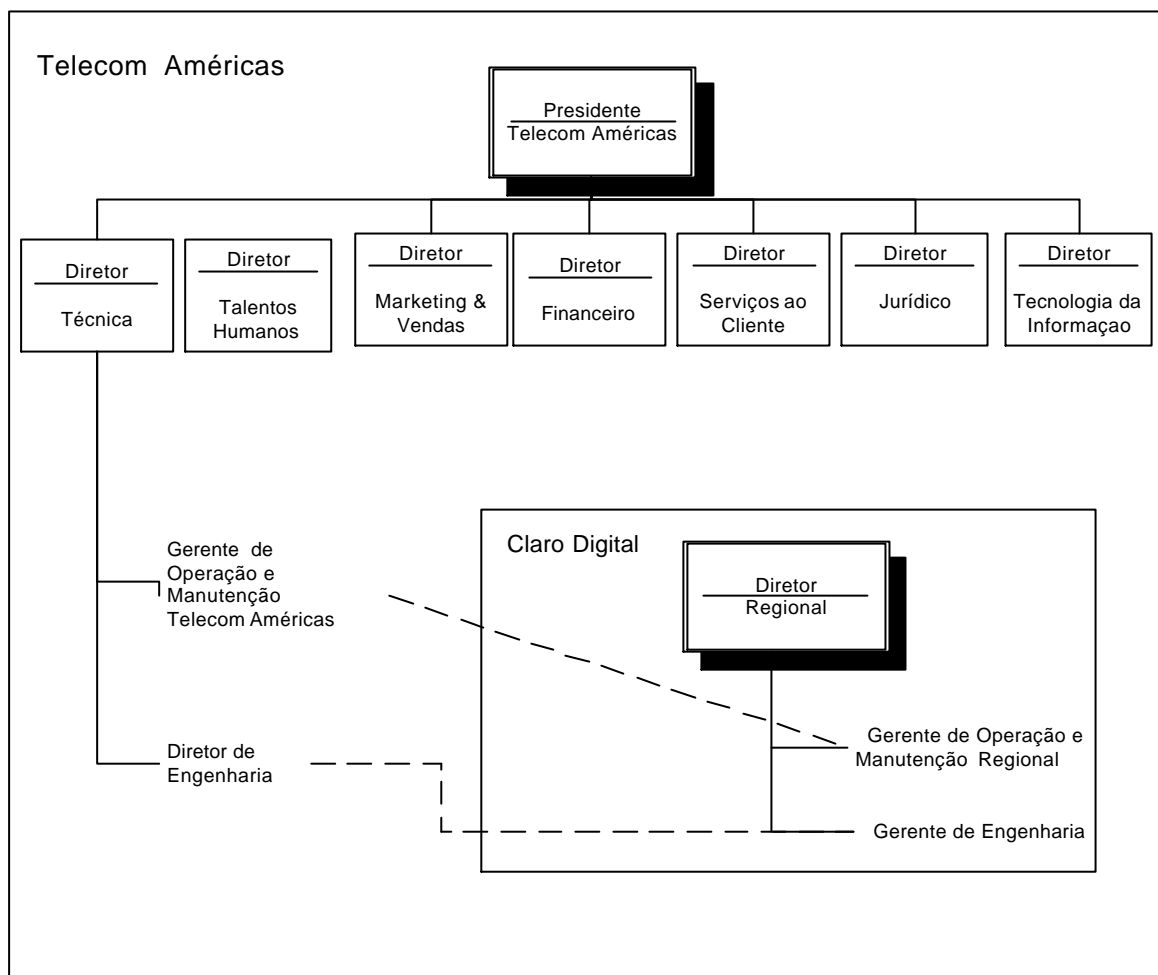 Telecom Américas
Presidente
Telecom Américas
Diretor
Técnica
Diretor
Talentos
Humanos
Diretor
Marketing &
Vendas
Diretor
Financeiro
Diretor
Serviços ao
Cliente
Diretor
Jurídico
Diretor
Tecnologia da
Informaçao
Gerente de
Operação e
Manutenção
Telecom Américas
Claro Digital
Diretor
Regional
Gerente de Operação e
Manutenção Regional
Diretor de
Engenharia
Gerente de Engenharia